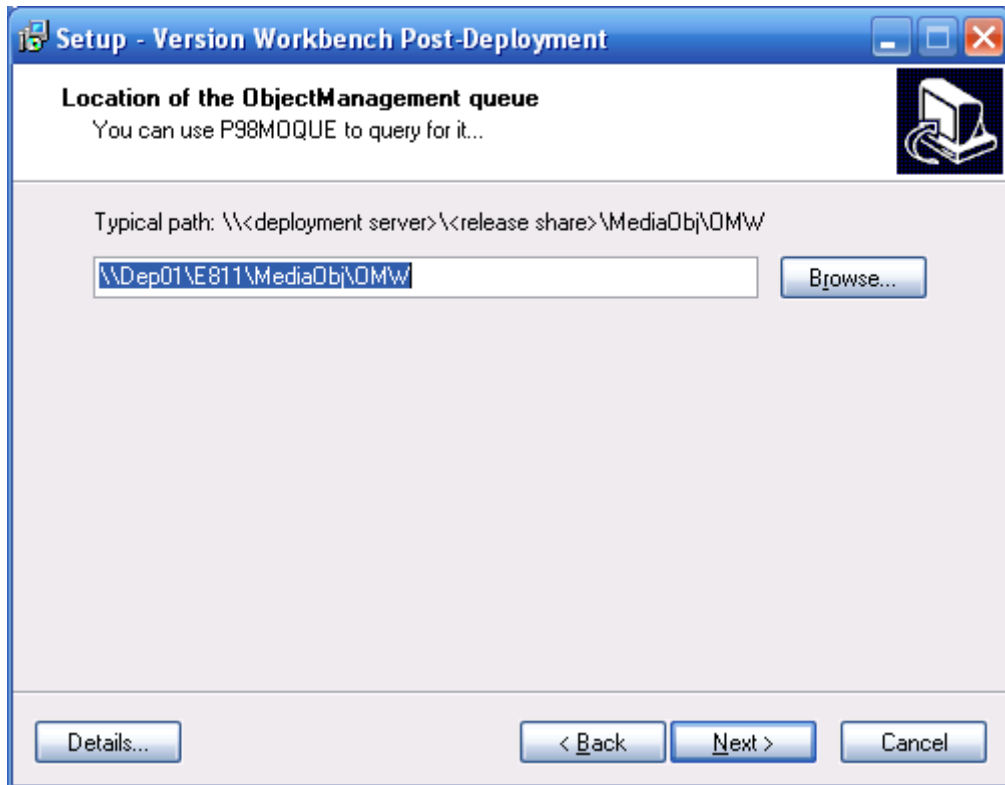 Setup - Version Workbench Post-Deployment
Location of the ObjectManagement queue
You can use P98MOQUE to query for it...
Typical path: \\<deployment server>\<release share>\MediaObj\OMW
\\Dep01\E811\MediaObj\OMW
Browse...
Details...
< Back
Next >
Cancel